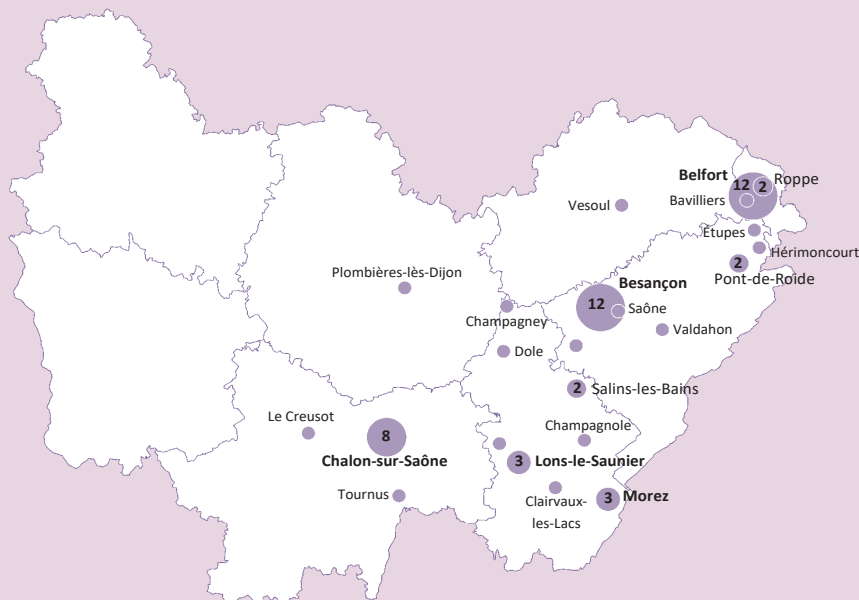 Belfort
12
2
Roppe
Bavilliers
Vesoul
Etupes
Hérimoncourt
2
Pont-de-Roide
Plombières-lès-Dijon
Besançon
12
Saône
Champagney
Valdahon
Dole
2
Salins-les-Bains
Le Creusot
8
Champagnole
Chalon-sur-Saône
3
Lons-le-Saunier
Tournus
Clairvaux-
les-Lacs
3
Morez